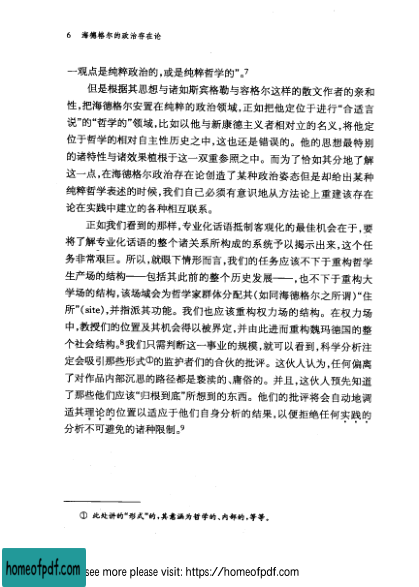 6 海德格尔的政治存在论
一观点是纯粹政治的,或是纯粹哲学的“。7
但是根据其思想与诸如斯宾格勒与容格尔这样的散文作者的亲和
性,把海德格尔安置在纯粹的政治领域,正如把他定位于进行“合适言
说”的“哲学的”领域,比如以他与新康德主义者相对立的名义,将他定
位于哲学的相对自主性历史之中,这也还是错误的。他的思想最特别
的诸特性与诸效果植根于这一双重参照之中。而为了恰如其分地了解
这一点,在海德格尔政治存在论创造了某种政治姿态但是却给出某种
纯粹哲学表述的时候,我们自己必须有意识地从方法论上重建该存在
论在实践中建立的各种相互联系。
正如我们看到的那样,专业化话语抵制客观化的最佳机会在于,要
将了解专业化话语的整个诸关系所构成的系统予以揭示出来,这个任
务非常艰巨。所以,就眼下情形而言,我们的任务应该不下于重构哲学
生产场的结构——包括其此前的整个历史发展——,也不下于重构大
学场的结构,该场域会为哲学家群体分配其(如同海德格尔之所谓)“住
所”(site),并指派其功能。我们也应该重构权力场的结构。在权力场
中,教授们的位置及其机会得以被界定,并由此进而重构魏玛德国的整
个社会结构。8我们只需判断这一事业的规模,就可以看到,科学分析注
定会吸引那些形式①的监护者们的合伙的批评。这伙人认为,任何偏离
了对作品内部沉思的路径都是亵渎的、庸俗的。并且,这伙人预先知道
了那些他们应该“归根到底”所想到的东西。他们的批评将会自动地调
适其理论的位置以适应于他们自身分析的结果,以便拒绝任何实践的
分析不可避免的诸种限制。9
① 此处讲的“形式”的,其意涵为哲学的、内部的,等等。
homeofpdf.com
see more please visit: https://homeofpdf.com